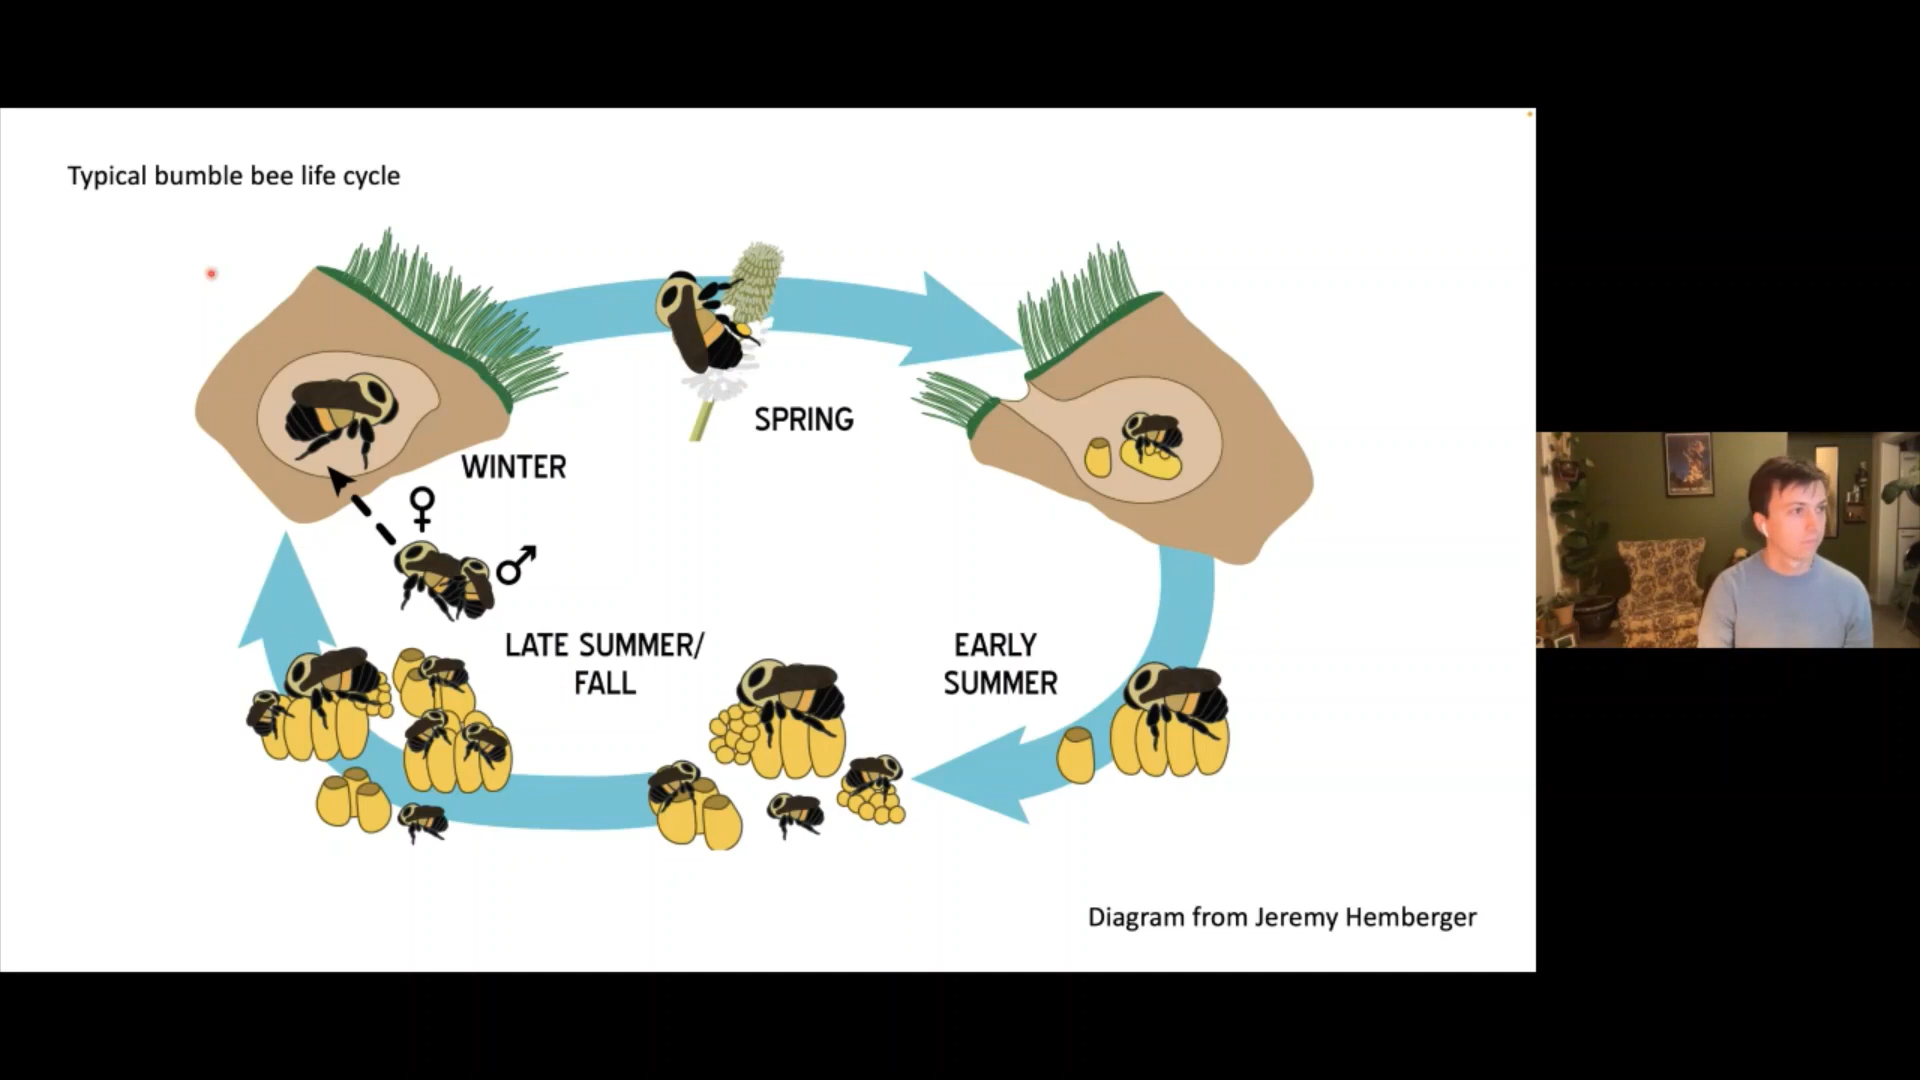 Typical bumble bee life cycle
SPRING
WINTER
LATE SUMMER/
FALL
EARLY
SUMMER
Diagram from Jeremy Hemberger